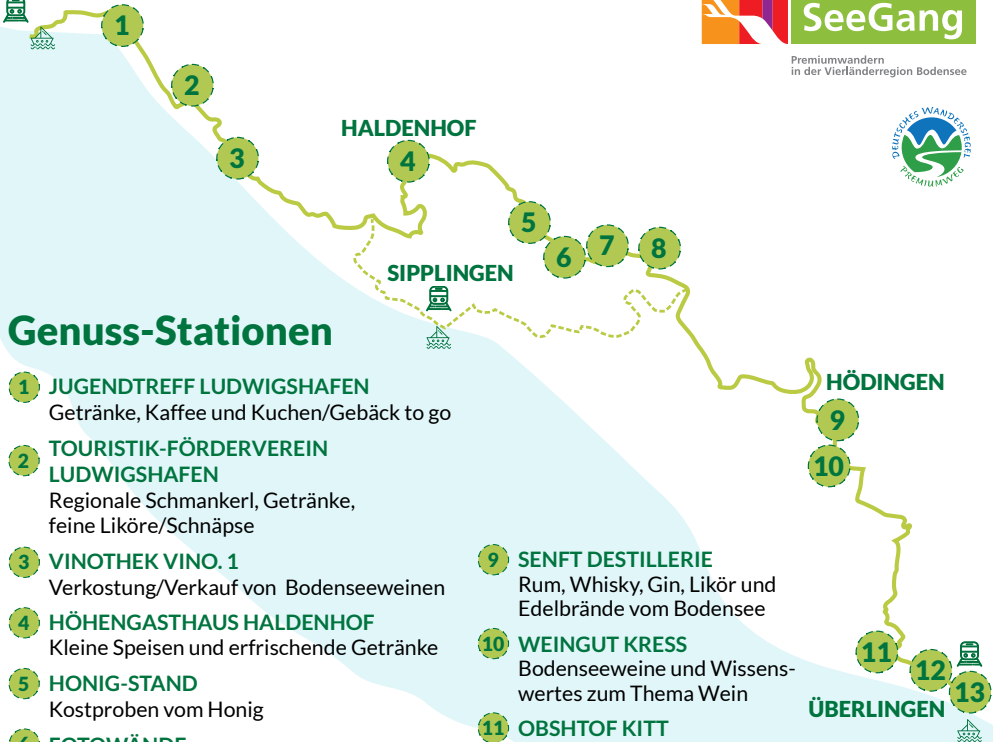 SeeGang
Premiumwandern
in der Vierländerregion Bodensee
DEUTSCHES WANDERSIEGEL
PREMIUMWEG
1
2
3
HALDENHOF
4
5
6
7
8
SIPPLINGEN
HÖDINGEN
9
10
11
12
13
ÜBERLINGEN
Genuss-Stationen
1 JUGENDTREFF LUDWIGSHAFEN
Getränke, Kaffee und Kuchen/Gebäck to go
2 TOURISTIK-FÖRDERVEREIN
LUDWIGSHAFEN
Regionale Schmankerl, Getränke,
feine Liköre/Schnäpse
3 VINOTHEK VINO. 1
Verkostung/Verkauf von Bodenseeweinen
4 HÖHENGASTHAUS HALDENHOF
Kleine Speisen und erfrischende Getränke
5 HONIG-STAND
Kostproben vom Honig
6 FOTOWÄNDE
9 SENFT DESTILLERIE
Rum, Whisky, Gin, Likör und
Edelbrände vom Bodensee
10 WEINGUT KRESS
Bodenseeweine und Wissens-
wertes zum Thema Wein
11 OBSHTOF KITT